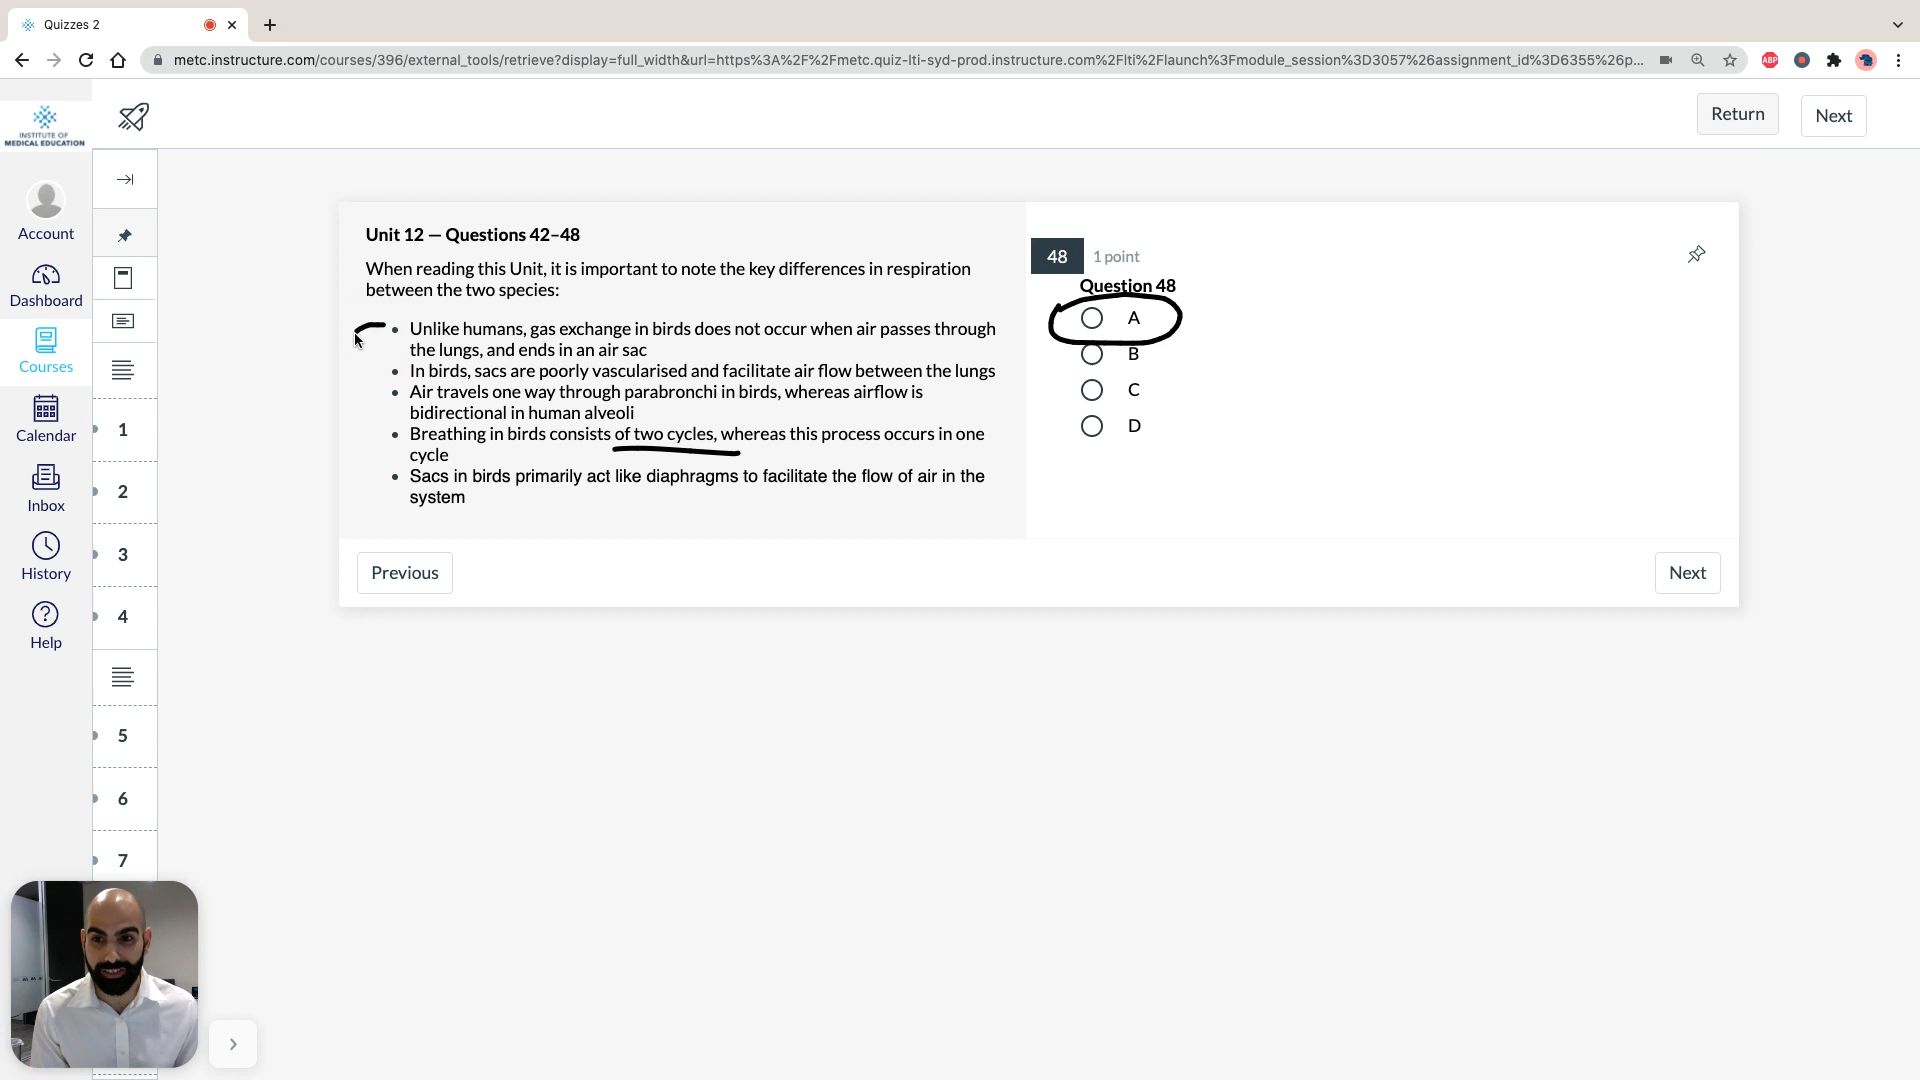 Quizzes 2
metc.instructure.com/courses/396/external_tools/retrieve?display=full_width&url=https%3A%2F%2Fmetc.quiz-lti-syd-prod.instructure.com%2Flti%2Flaunch%3Fmodule_session%3D3057%26assignment_id%3D6355%26p...
ABP
INSTITUTE OF
MEDICAL EDUCATION
Return
Next
Account
Dashboard
Courses
Calendar
Inbox
History
Help
1
2
3
4
5
6
7
Unit 12 — Questions 42–48
When reading this Unit, it is important to note the key differences in respiration
between the two species:
• Unlike humans, gas exchange in birds does not occur when air passes through
the lungs, and ends in an air sac
• In birds, sacs are poorly vascularised and facilitate air flow between the lungs
• Air travels one way through parabronchi in birds, whereas airflow is
bidirectional in human alveoli
• Breathing in birds consists of two cycles, whereas this process occurs in one
cycle
• Sacs in birds primarily act like diaphragms to facilitate the flow of air in the
system
48
1 point
Question 48
A
B
C
D
Previous
Next